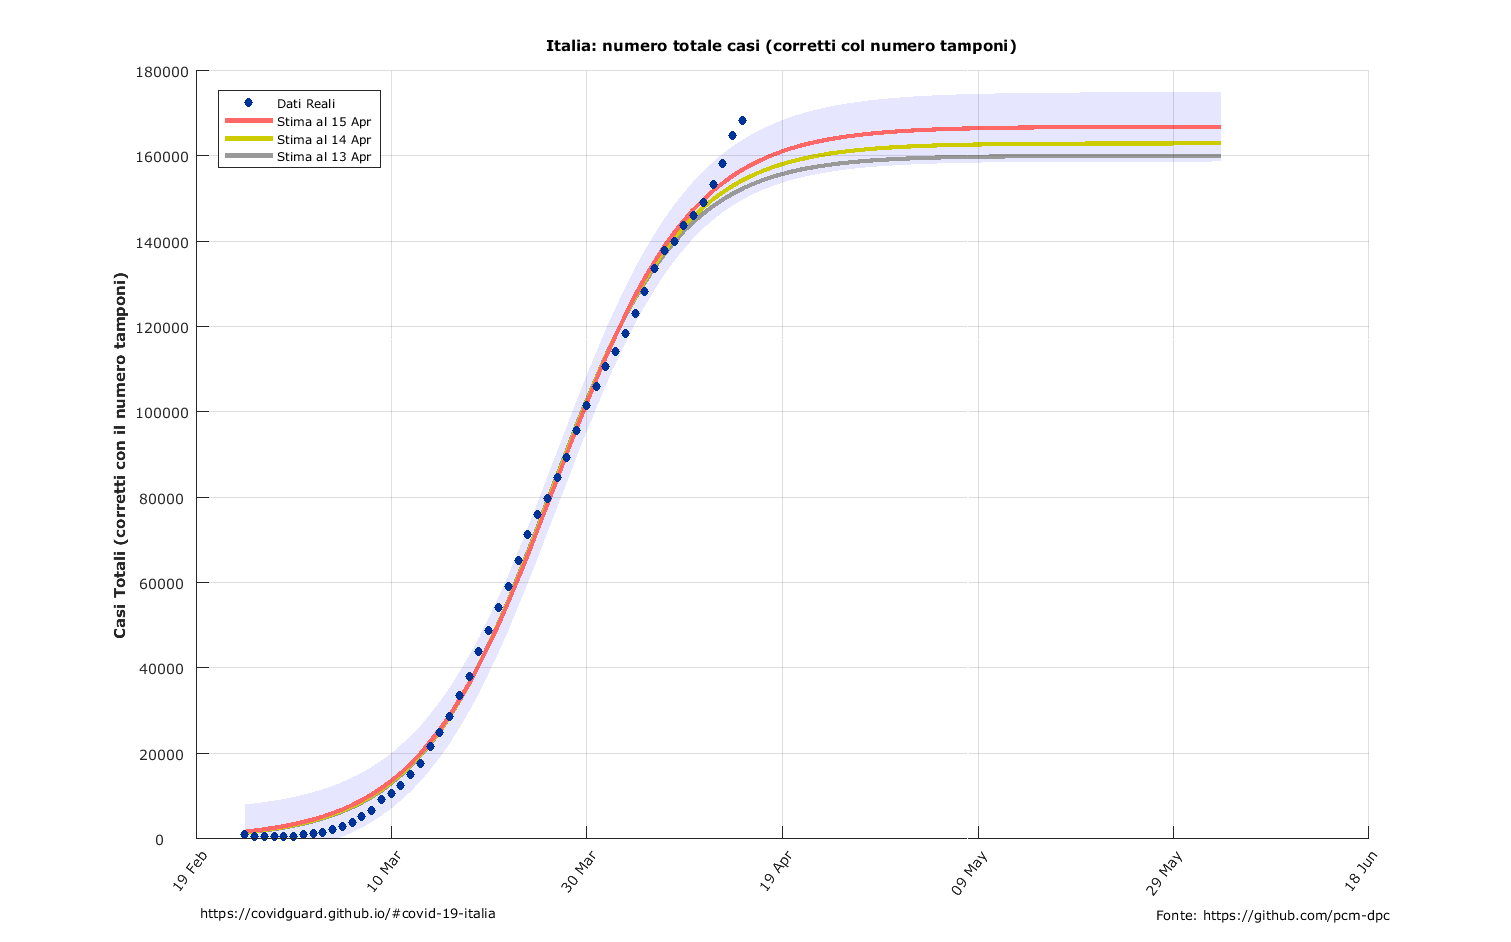 Italia: numero totale casi (corretti col numero tamponi)
180000
160000
140000
120000
100000
80000
60000
40000
20000
0
Casi Totali (corretti con il numero tamponi)
Dati Reali
Stima al 15 Apr
Stima al 14 Apr
Stima al 13 Apr
19 Feb
10 Mar
30 Mar
19 Apr
09 May
29 May
18 Jun
https://covidguard.github.io/#covid-19-italia
Fonte: https://github.com/pcm-dpc